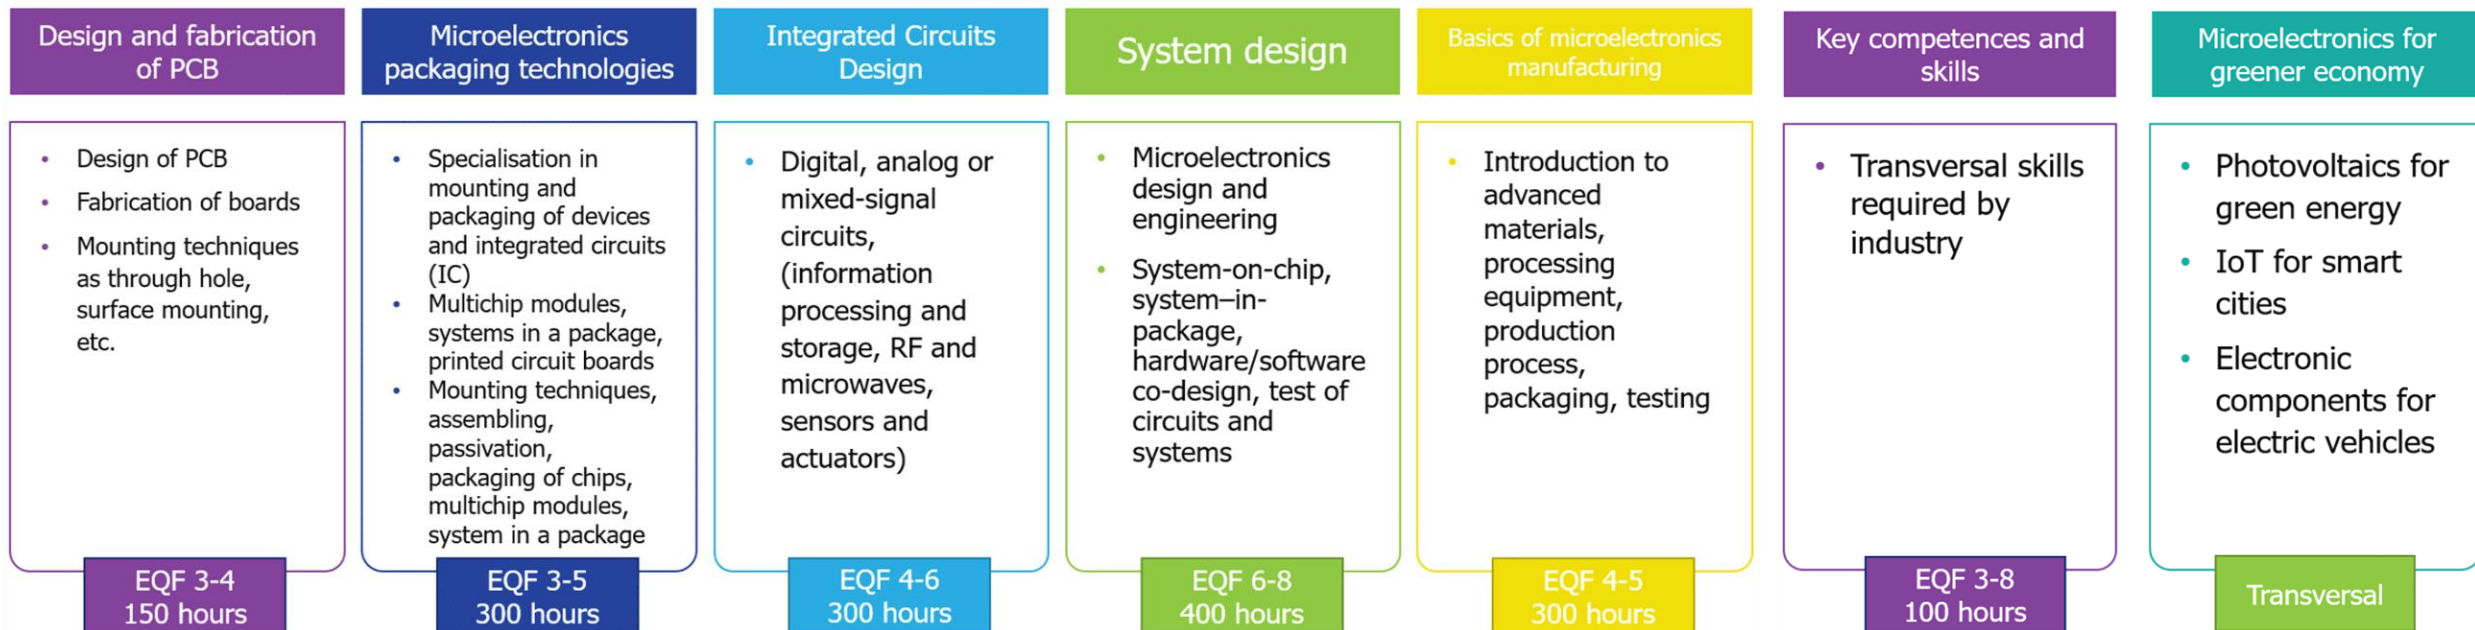 Design and fabrication
of PCB
• Design of PCB
• Fabrication of boards
• Mounting techniques
as through hole,
surface mounting,
etc.
EQF 3-4
150 hours
Microelectronics
packaging technologies
• Specialisation in
mounting and
packaging of devices
and integrated circuits
(IC)
• Multichip modules,
systems in a package,
printed circuit boards
• Mounting techniques,
assembling,
passivation,
packaging of chips,
multichip modules,
system in a package
EQF 3-5
300 hours
Integrated Circuits
Design
• Digital, analog or
mixed-signal
circuits,
(information
processing and
storage, RF and
microwaves,
sensors and
actuators)
EQF 4-6
300 hours
System design
• Microelectronics
design and
engineering
• System-on-chip,
system–in-
package,
hardware/software
co-design, test of
circuits and
systems
EQF 6-8
400 hours
Basics of microelectronics
manufacturing
• Introduction to
advanced
materials,
processing
equipment,
production
process,
packaging, testing
EQF 4-5
300 hours
Key competences and
skills
• Transversal skills
required by
industry
EQF 3-8
100 hours
Microelectronics for
greener economy
• Photovoltaics for
green energy
• IoT for smart
cities
• Electronic
components for
electric vehicles
Transversal